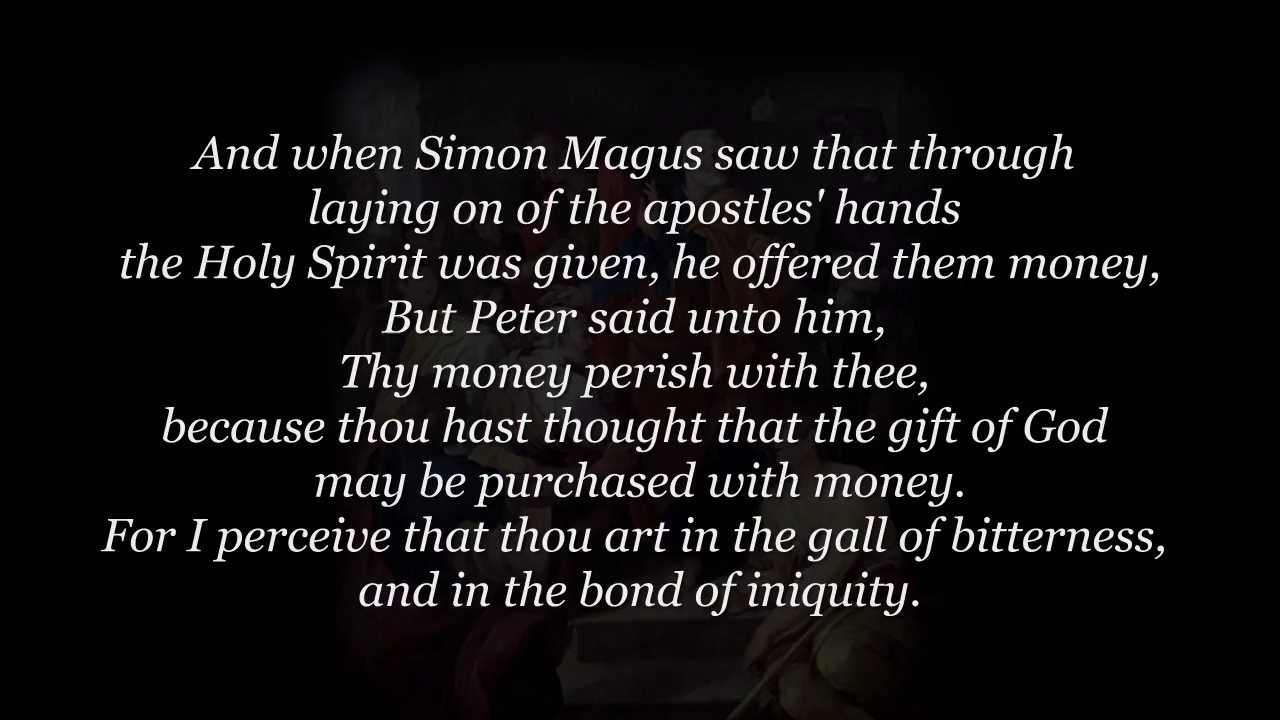 And when Simon Magus saw that through
laying on of the apostles' hands
the Holy Spirit was given, he offered them money,
But Peter said unto him,
Thy money perish with thee,
because thou hast thought that the gift of God
may be purchased with money.
For I perceive that thou art in the gall of bitterness,
and in the bond of iniquity.